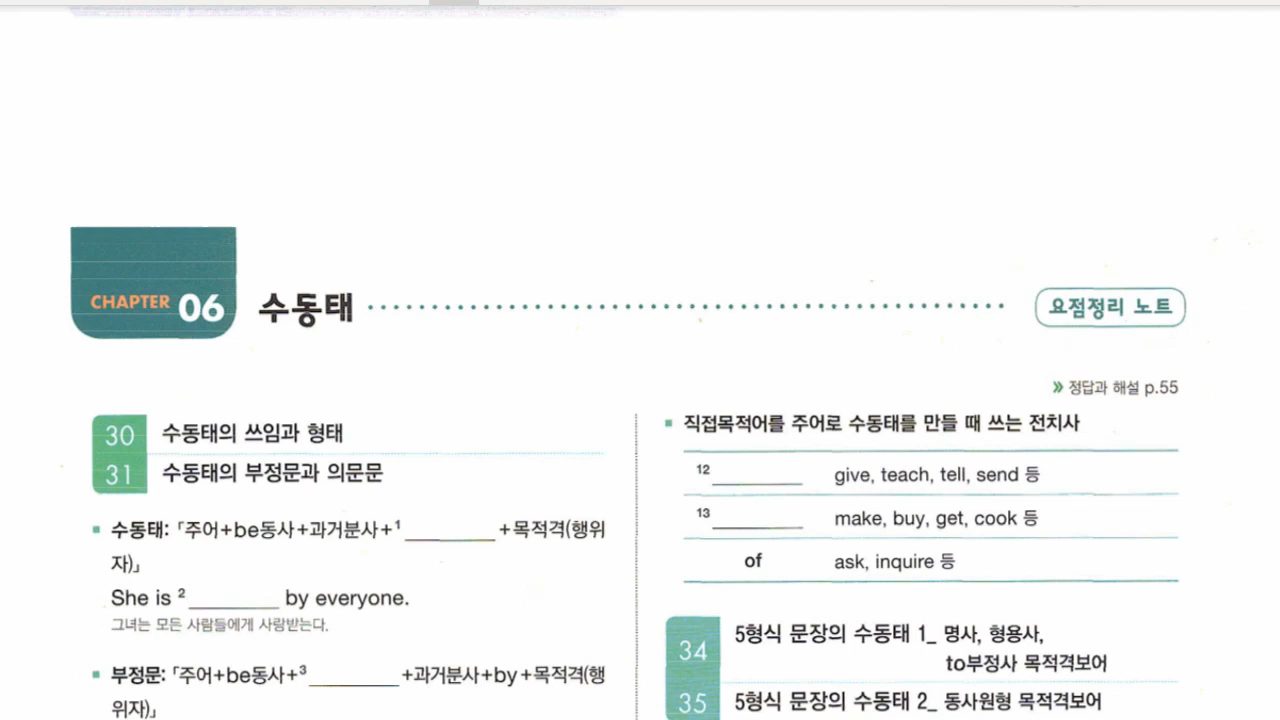 CHAPTER 06 수동태
요점정리 노트
» 정답과 해설 p.55
30 수동태의 쓰임과 형태
31 수동태의 부정문과 의문문
수동태: 「주어+be동사+과거분사+¹ ________ +목적격(행위
자)」
She is ² ________ by everyone.
그녀는 모든 사람들에게 사랑받는다.
부정문: 「주어+be동사+³ ________ +과거분사+by+목적격(행
위자)」
직접목적어를 주어로 수동태를 만들 때 쓰는 전치사
12 ________ give, teach, tell, send 등
13 ________ make, buy, get, cook 등
of ask, inquire 등
34 5형식 문장의 수동태 1_ 명사, 형용사,
to부정사 목적격보어
35 5형식 문장의 수동태 2_ 동사원형 목적격보어